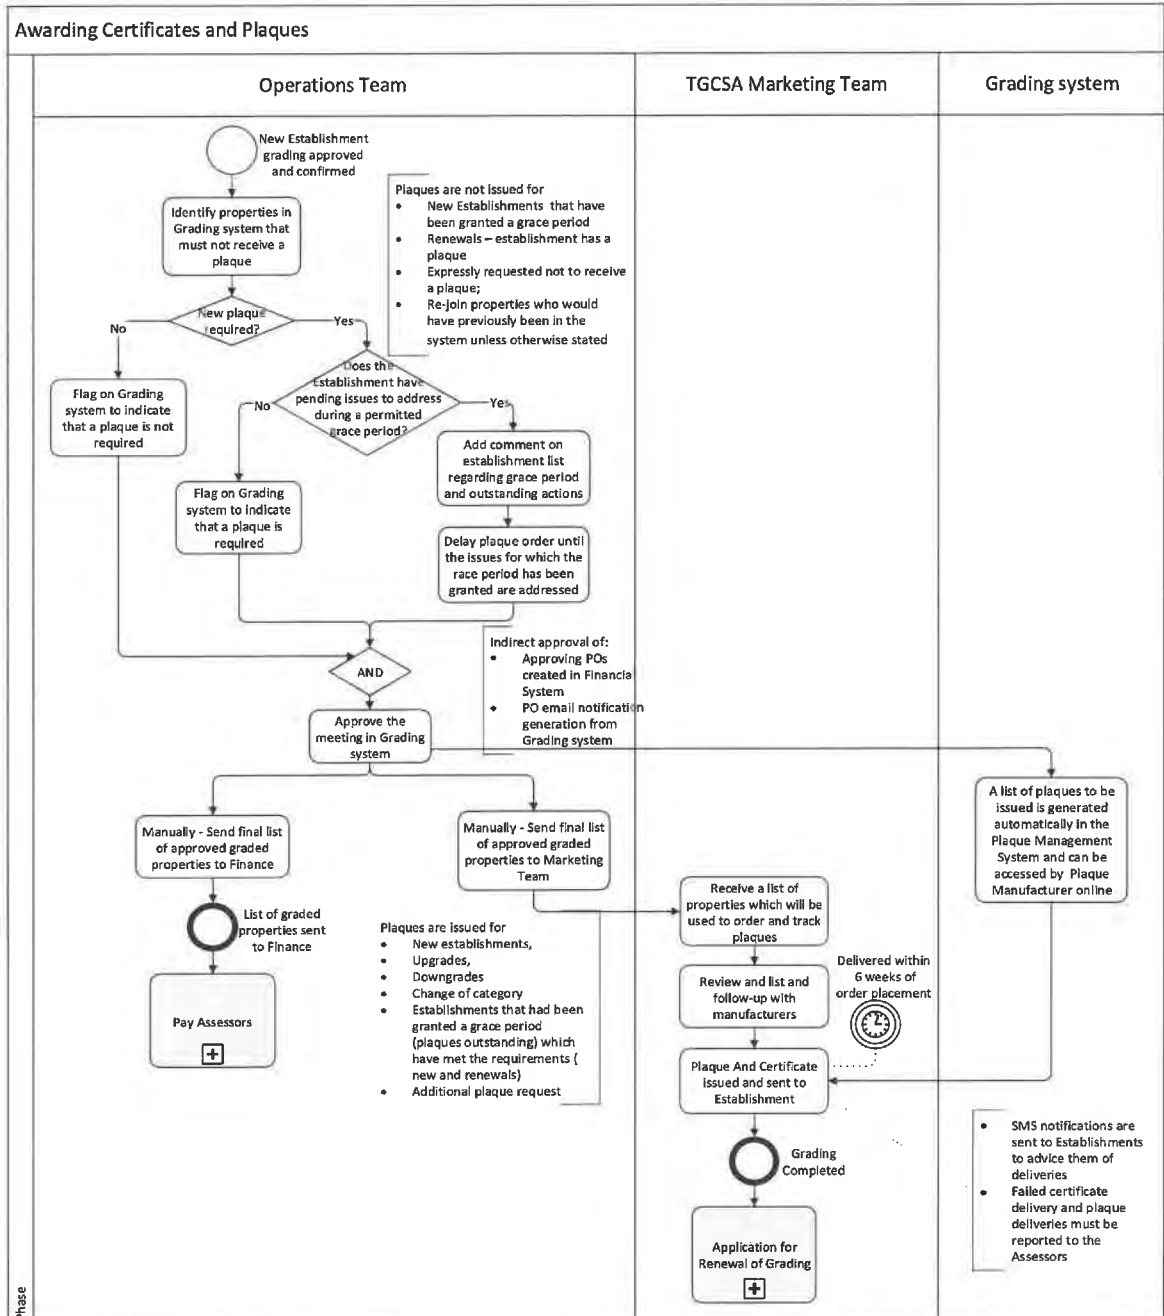 Awarding Certificates and Plaques
Operations Team
TGCSA Marketing Team
Grading system
New Establishment
grading approved
and confirmed
Identify properties in
Grading system that
must not receive a
plaque
Plaques are not issued for
• New Establishments that have
been granted a grace period
• Renewals – establishment has a
plaque
• Expressly requested not to receive
a plaque;
• Re-join properties who would
have previously been in the
system unless otherwise stated
New plaque
required?
No
Yes
Does the
Establishment have
pending issues to address
during a permitted
grace period?
No
Yes
Flag on Grading
system to indicate
that a plaque is not
required
Add comment on
establishment list
regarding grace period
and outstanding actions
Flag on Grading
system to indicate
that a plaque is
required
Delay plaque order until
the issues for which the
race period has been
granted are addressed
Indirect approval of:
• Approving POs
created in Financial
System
• PO email notification
generation from
Grading system
AND
Approve the
meeting in Grading
system
A list of plaques to be
issued is generated
automatically in the
Plaque Management
System and can be
accessed by Plaque
Manufacturer online
Manually - Send final list
of approved graded
properties to Finance
Manually - Send final list
of approved graded
properties to Marketing
Team
Receive a list of
properties which will be
used to order and track
plaques
List of graded
properties sent
to Finance
Plaques are issued for
• New establishments,
• Upgrades,
• Downgrades
• Change of category
• Establishments that had been
granted a grace period
(plaques outstanding) which
have met the requirements (
new and renewals)
• Additional plaque request
Delivered within
6 weeks of
order placement
Review and list and
follow-up with
manufacturers
Pay Assessors
Plaque And Certificate
issued and sent to
Establishment
Grading
Completed
• SMS notifications are
sent to Establishments
to advice them of
deliveries
• Failed certificate
delivery and plaque
deliveries must be
reported to the
Assessors
Application for
Renewal of Grading
Phase